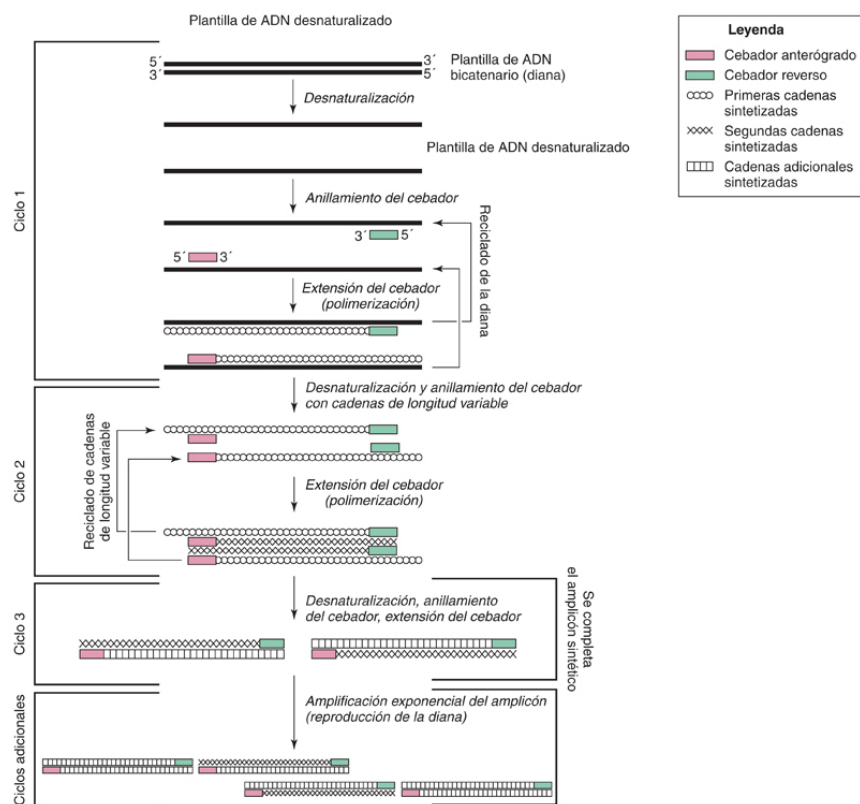 Plantilla de ADN desnaturalizado
Ciclo 1
5´
3´
3´
5´
Plantilla de ADN
bicatenario (diana)
Desnaturalización
Plantilla de ADN desnaturalizado
Anillamiento del cebador
3´
5´
5´
3´
Reciclado de la diana
Extensión del cebador
(polimerización)
Ciclo 2
Desnaturalización y anillamiento del cebador
con cadenas de longitud variable
Reciclado de cadenas
de longitud variable
Extensión del cebador
(polimerización)
Ciclo 3
Desnaturalización, anillamiento
del cebador, extensión del cebador
Se completa
el amplicón sintético
Ciclos adicionales
Amplificación exponencial del amplicón
(reproducción de la diana)
Leyenda
Cebador anterógrado
Cebador reverso
Primeras cadenas
sintetizadas
Segundas cadenas
sintetizadas
Cadenas adicionales
sintetizadas